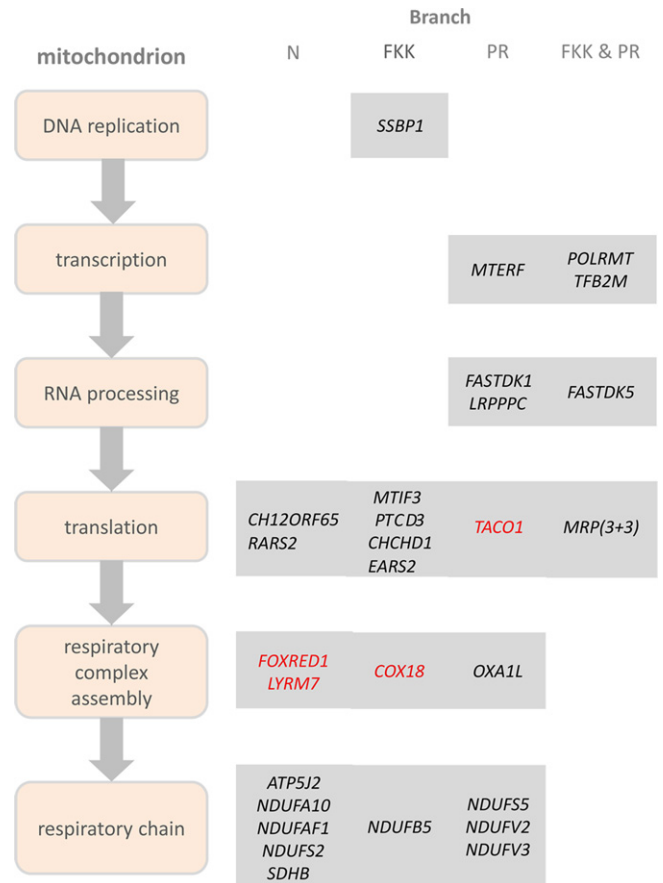 Branch
mitochondrion N FKK PR FKK & PR
DNA replication SSBP1
transcription MTERF POLRMT
TFB2M
RNA processing FASTDK1
LRPPPC FASTDK5
translation CH12ORF65
RARS2 MTIF3
PTCD3
CHCHD1
EARS2 TACO1 MRP(3+3)
respiratory
complex
assembly FOXRED1
LYRM7 COX18 OXA1L
respiratory chain ATP5J2
NDUFA10
NDUFAF1
NDUFS2
SDHB NDUFB5 NDUFS5
NDUFV2
NDUFV3